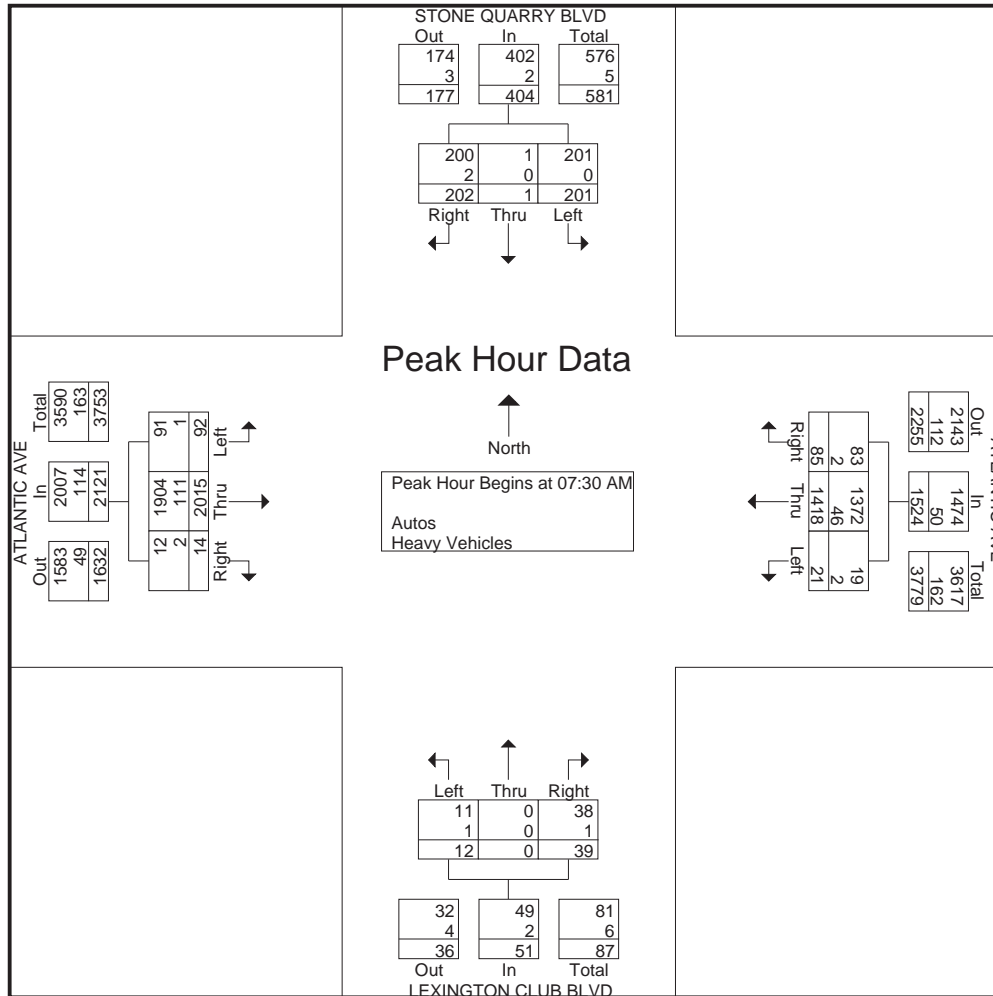 STONE QUARRY BLVD
Out In Total
174 402 576
3 2 5
177 404 581
200 1 201
2 0 0
202 1 201
Right Thru Left
Peak Hour Data
North
Peak Hour Begins at 07:30 AM
Autos
Heavy Vehicles
ATLANTIC AVE
Out In Total
1583 2007 3590
49 114 163
1632 2121 3753
12 1904 91
2 111 1
14 2015 92
Right Thru Left
Out In Total
2143 1474 3617
112 50 162
2255 1524 3779
83 1372 19
2 46 2
85 1418 21
Right Thru Left
Left Thru Right
11 0 38
1 0 1
12 0 39
32 49 81
4 2 6
36 51 87
Out In Total
LEXINGTON CLUB BLVD